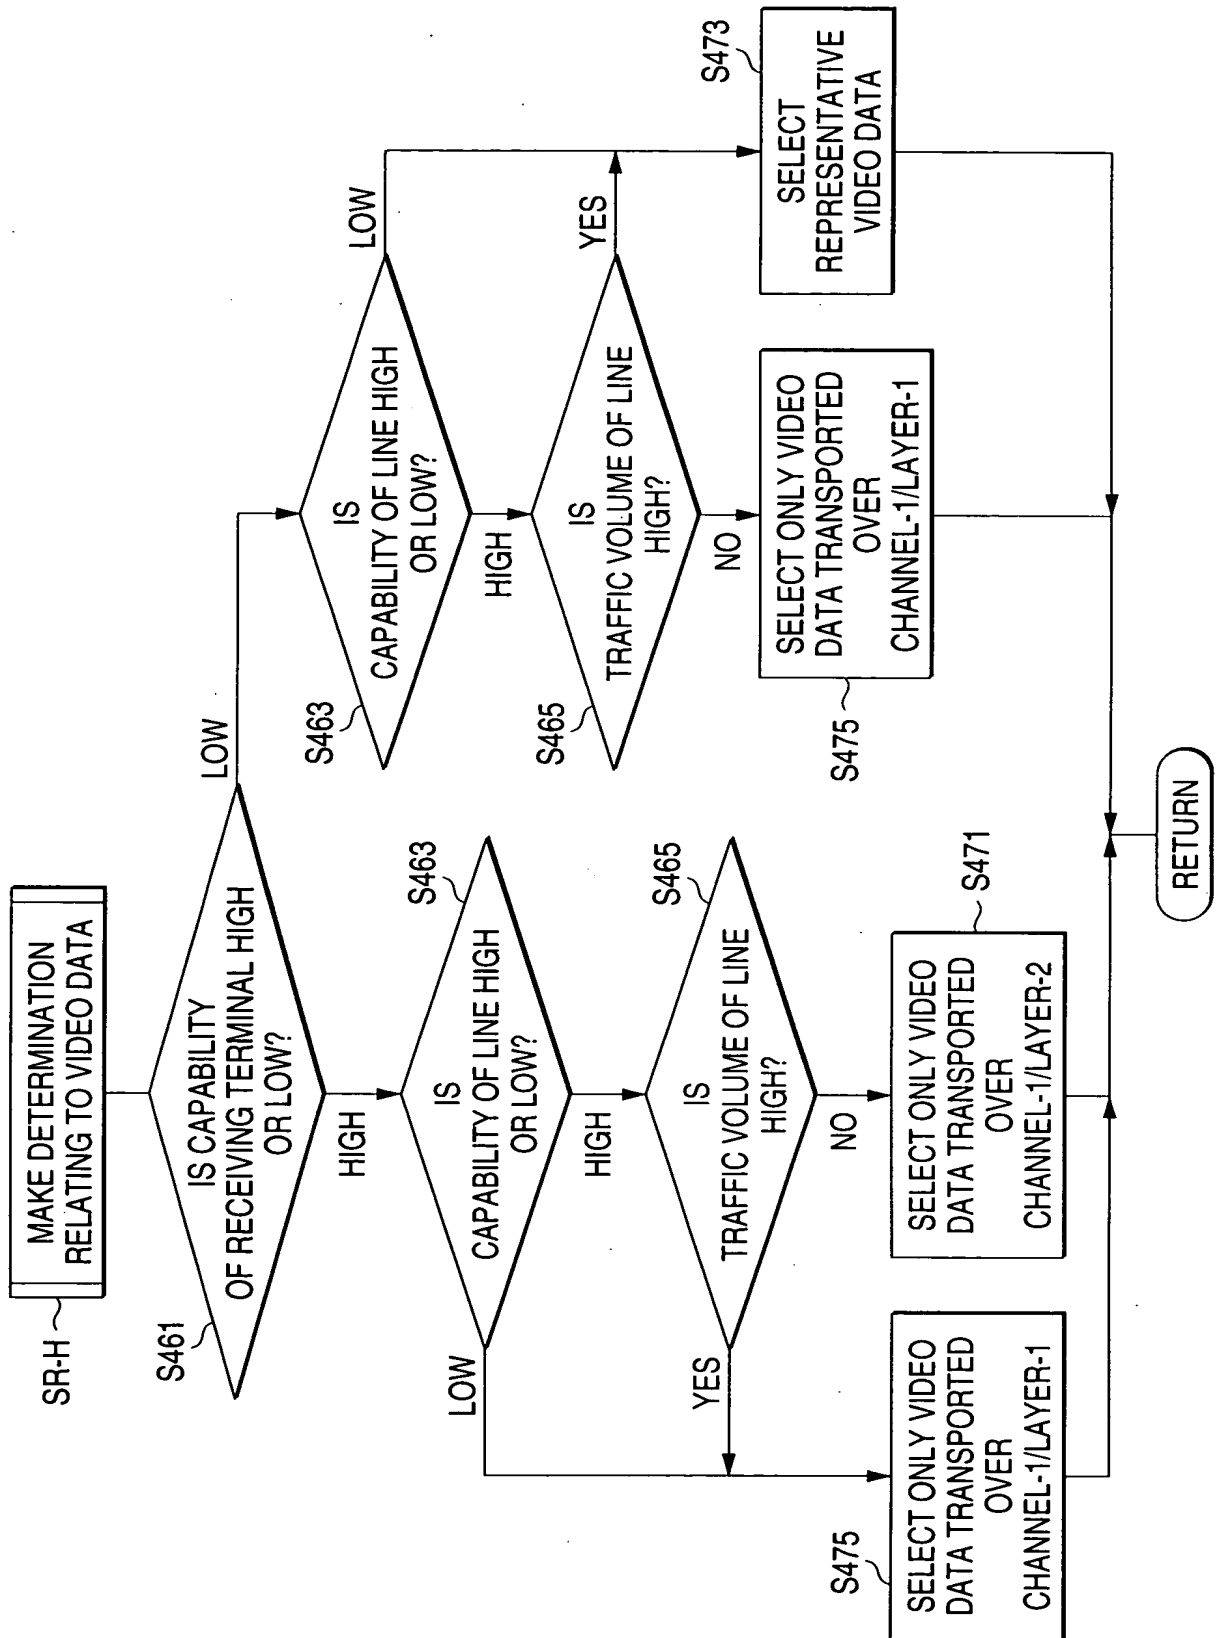 SR-H
MAKE DETERMINATION
RELATING TO VIDEO DATA
S461
IS CAPABILITY
OF RECEIVING TERMINAL HIGH
OR LOW?
LOW
HIGH
S463
IS
CAPABILITY OF LINE HIGH
OR LOW?
LOW
HIGH
S465
IS
TRAFFIC VOLUME OF LINE
HIGH?
YES
NO
S475
SELECT ONLY VIDEO
DATA TRANSPORTED
OVER
CHANNEL-1/LAYER-1
S471
SELECT ONLY VIDEO
DATA TRANSPORTED
OVER
CHANNEL-1/LAYER-2
S463
IS
CAPABILITY OF LINE HIGH
OR LOW?
LOW
HIGH
S465
IS
TRAFFIC VOLUME OF LINE
HIGH?
YES
NO
S475
SELECT ONLY VIDEO
DATA TRANSPORTED
OVER
CHANNEL-1/LAYER-1
S473
SELECT
REPRESENTATIVE
VIDEO DATA
RETURN